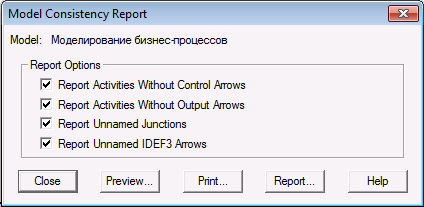 Model Consistency Report
Model: Моделирование бизнес-процессов
Report Options
Report Activities Without Control Arrows
Report Activities Without Output Arrows
Report Unnamed Junctions
Report Unnamed IDEF3 Arrows
Close Preview... Print... Report... Help